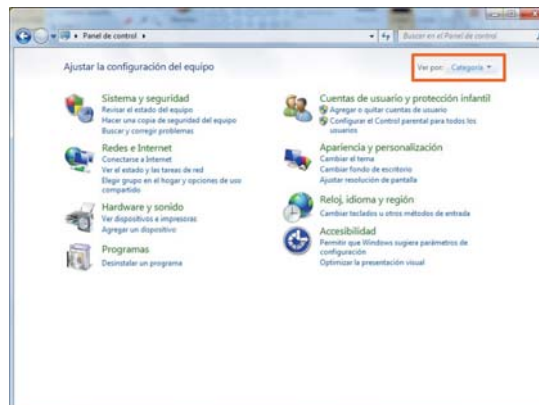 Panel de control
Buscar en el Panel de control
Ajustar la configuración del equipo
Ver por: Categoría
Sistema y seguridad
Revisar el estado del equipo
Hacer una copia de seguridad del equipo
Buscar y corregir problemas
Redes e Internet
Conectarse a Internet
Ver el estado y las tareas de red
Elegir grupo en el hogar y opciones de uso
compartido
Hardware y sonido
Ver dispositivos e impresoras
Agregar un dispositivo
Programas
Desinstalar un programa
Cuentas de usuario y protección infantil
Agregar o quitar cuentas de usuario
Configurar el Control parental para todos los
usuarios
Apariencia y personalización
Cambiar el tema
Cambiar fondo de escritorio
Ajustar resolución de pantalla
Reloj, idioma y región
Cambiar teclados u otros métodos de entrada
Accesibilidad
Permitir que Windows sugiera parámetros de
configuración
Optimizar la presentación visual